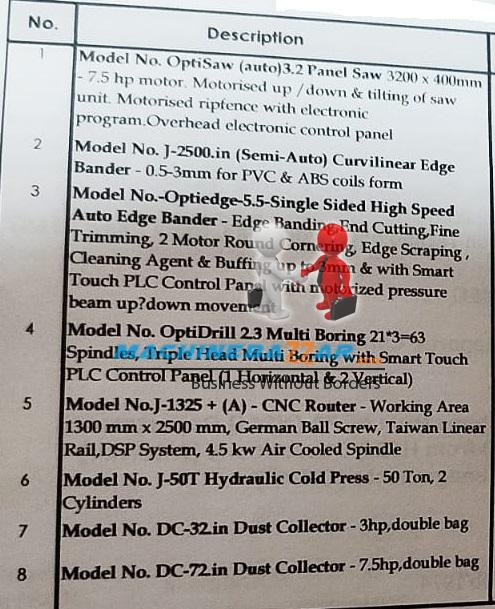 No.
Description
1
Model No. OptiSaw (auto)3.2 Panel Saw 3200 x 400mm
- 7.5 hp motor. Motorised up /down & tilting of saw
unit. Motorised ripfence with electronic
program.Overhead electronic control panel
2
Model No. J-2500.in (Semi-Auto) Curvilinear Edge
Bander - 0.5-3mm for PVC & ABS coils form
3
Model No.-Optiedge-5.5-Single Sided High Speed
Auto Edge Bander - Edge Banding,End Cutting,Fine
Trimming, 2 Motor Round Cornering, Edge Scraping ,
Cleaning Agent & Buffing up to 3mm & with Smart
Touch PLC Control Panel with motorized pressure
beam up?down movement
4
Model No. OptiDrill 2.3 Multi Boring 21*3=63
Spindles, Triple Head Multi Boring with Smart Touch
PLC Control Panel (1 Horizontal & 2 Vertical)
Business Without Borders
5
Model No.J-1325 + (A) - CNC Router - Working Area
1300 mm x 2500 mm, German Ball Screw, Taiwan Linear
Rail,DSP System, 4.5 kw Air Cooled Spindle
6
Model No. J-50T Hydraulic Cold Press - 50 Ton, 2
Cylinders
7
Model No. DC-32.in Dust Collector - 3hp,double bag
8
Model No. DC-72.in Dust Collector - 7.5hp,double bag